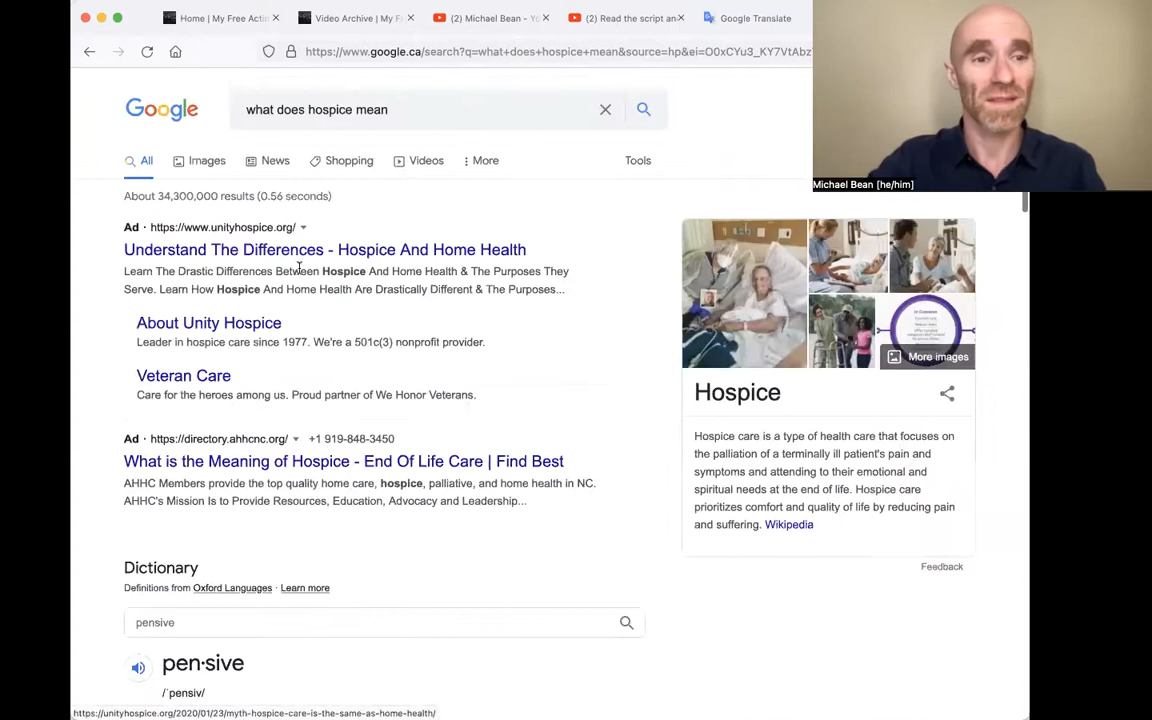 Home | My Free Actin
Video Archive | My F
(2) Michael Bean - Yo
(2) Read the script an
Google Translate
https://www.google.ca/search?q=what+does+hospice+mean&source=hp&ei=O0xCYu3_KY7VtAbz
Michael Bean [he/him]
Google
what does hospice mean
All
Images
News
Shopping
Videos
More
Tools
About 34,300,000 results (0.56 seconds)
Ad · https://www.unityhospice.org/
Understand The Differences - Hospice And Home Health
Learn The Drastic Differences Between Hospice And Home Health & The Purposes They
Serve. Learn How Hospice And Home Health Are Drastically Different & The Purposes...
About Unity Hospice
Leader in hospice care since 1977. We're a 501c(3) nonprofit provider.
Veteran Care
Care for the heroes among us. Proud partner of We Honor Veterans.
Ad · https://directory.ahhcnc.org/ +1 919-848-3450
What is the Meaning of Hospice - End Of Life Care | Find Best
AHHC Members provide the top quality home care, hospice, palliative, and home health in NC.
AHHC's Mission Is to Provide Resources, Education, Advocacy and Leadership...
Dictionary
Definitions from Oxford Languages · Learn more
pensive
pen·sive
/ˈpensiv/
https://unityhospice.org/2020/01/23/myth-hospice-care-is-the-same-as-home-health/
More images
Hospice
Hospice care is a type of health care that focuses on
the palliation of a terminally ill patient's pain and
symptoms and attending to their emotional and
spiritual needs at the end of life. Hospice care
prioritizes comfort and quality of life by reducing pain
and suffering. Wikipedia
Feedback